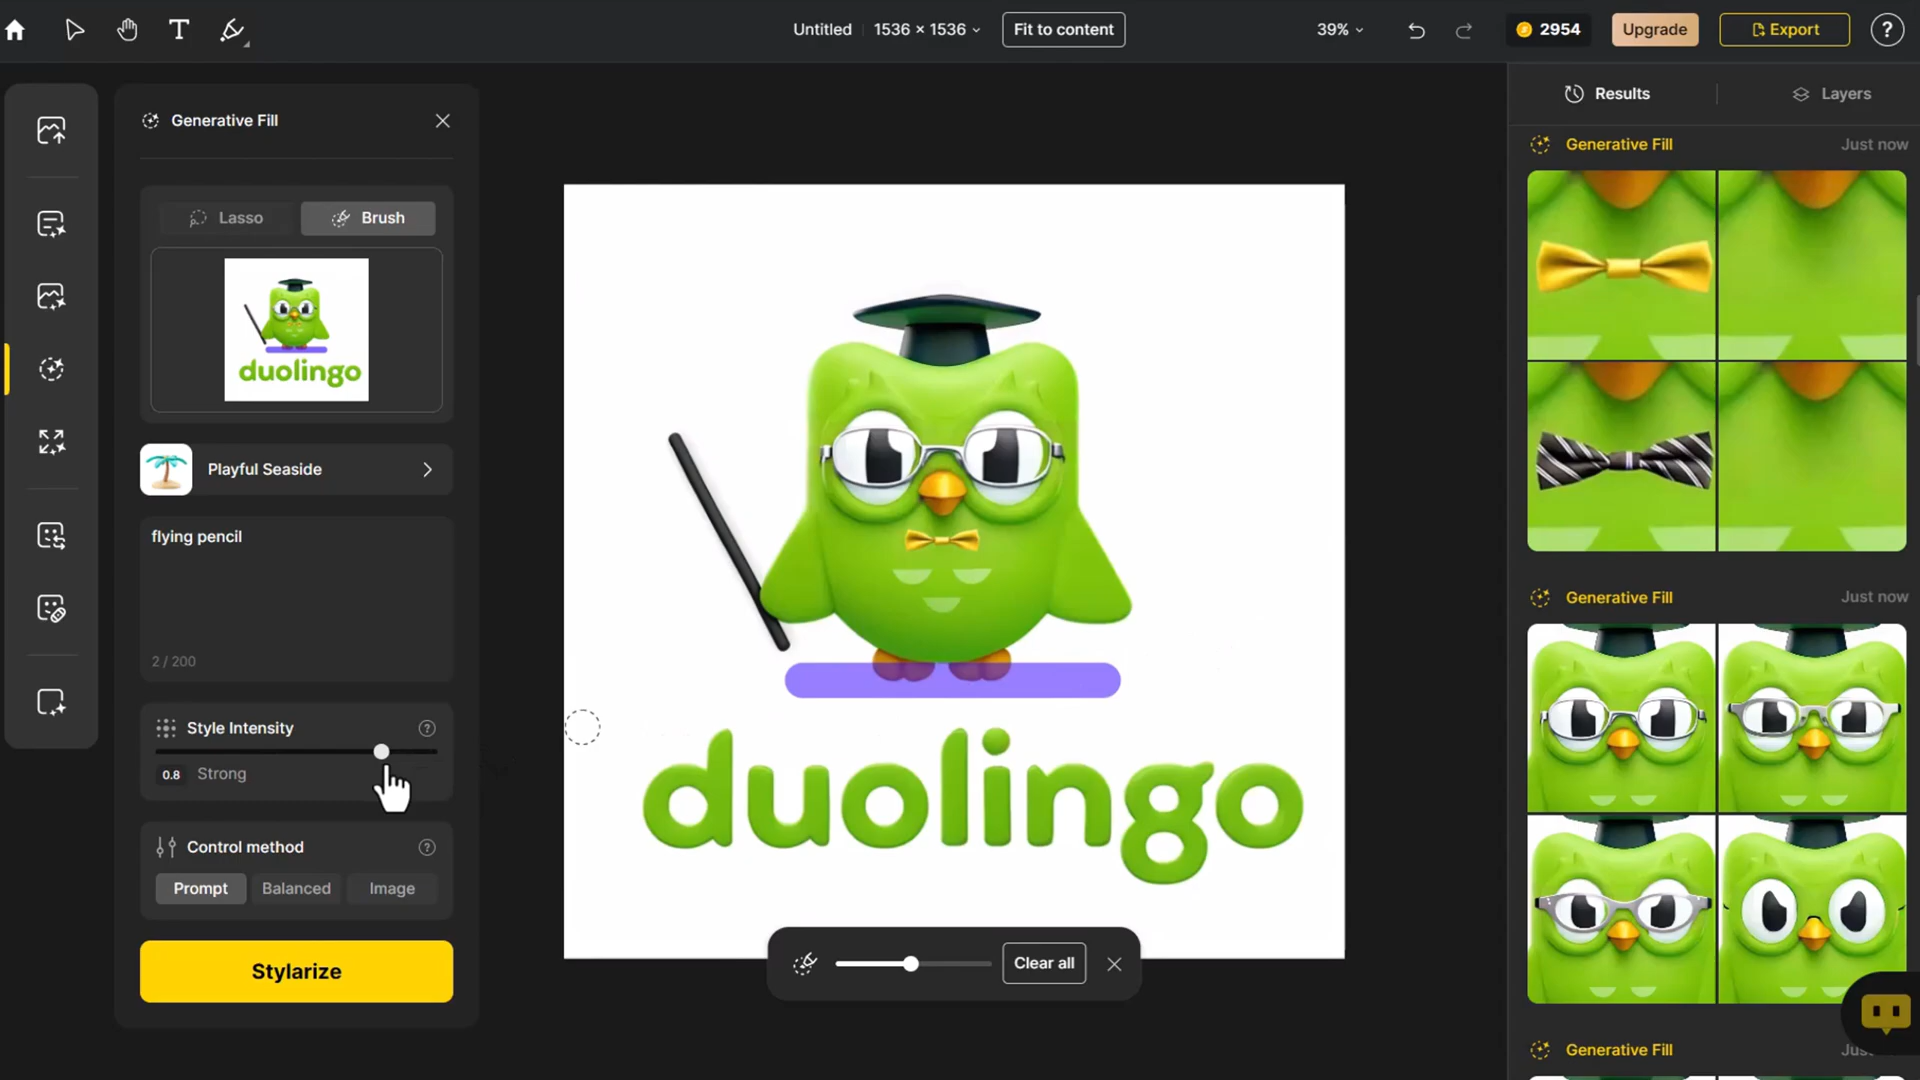 Untitled
1536 × 1536
Fit to content
39%
2954
Upgrade
Export
?
Generative Fill
Lasso
Brush
duolingo
Playful Seaside
flying pencil
2 / 200
Style Intensity
?
0.8 Strong
Control method
?
Prompt
Balanced
Image
Stylarize
duolingo
Clear all
Results
Layers
Generative Fill
Just now
Generative Fill
Just now
Generative Fill